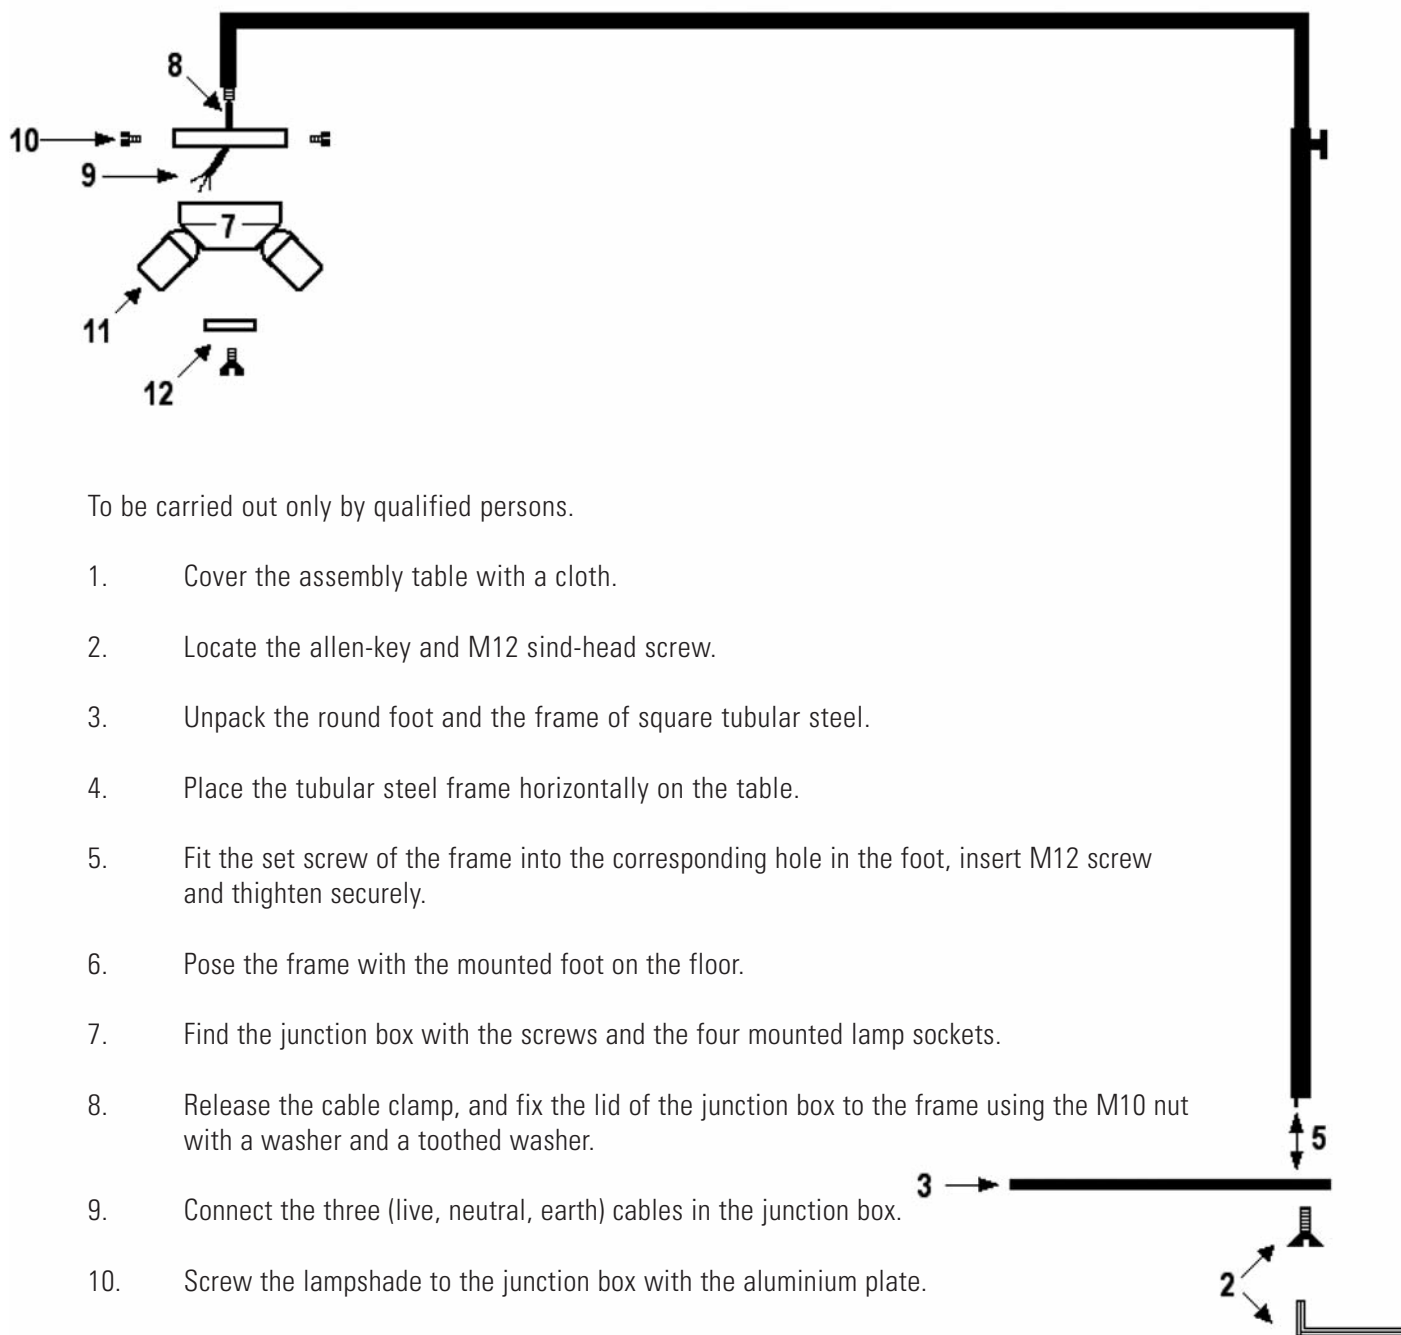 8
10
9
7
11
12
To be carried out only by qualified persons.
1. Cover the assembly table with a cloth.
2. Locate the allen-key and M12 sind-head screw.
3. Unpack the round foot and the frame of square tubular steel.
4. Place the tubular steel frame horizontally on the table.
5. Fit the set screw of the frame into the corresponding hole in the foot, insert M12 screw
and thighten securely.
6. Pose the frame with the mounted foot on the floor.
7. Find the junction box with the screws and the four mounted lamp sockets.
8. Release the cable clamp, and fix the lid of the junction box to the frame using the M10 nut
with a washer and a toothed washer.
5
3
9. Connect the three (live, neutral, earth) cables in the junction box.
10. Screw the lampshade to the junction box with the aluminium plate.
2